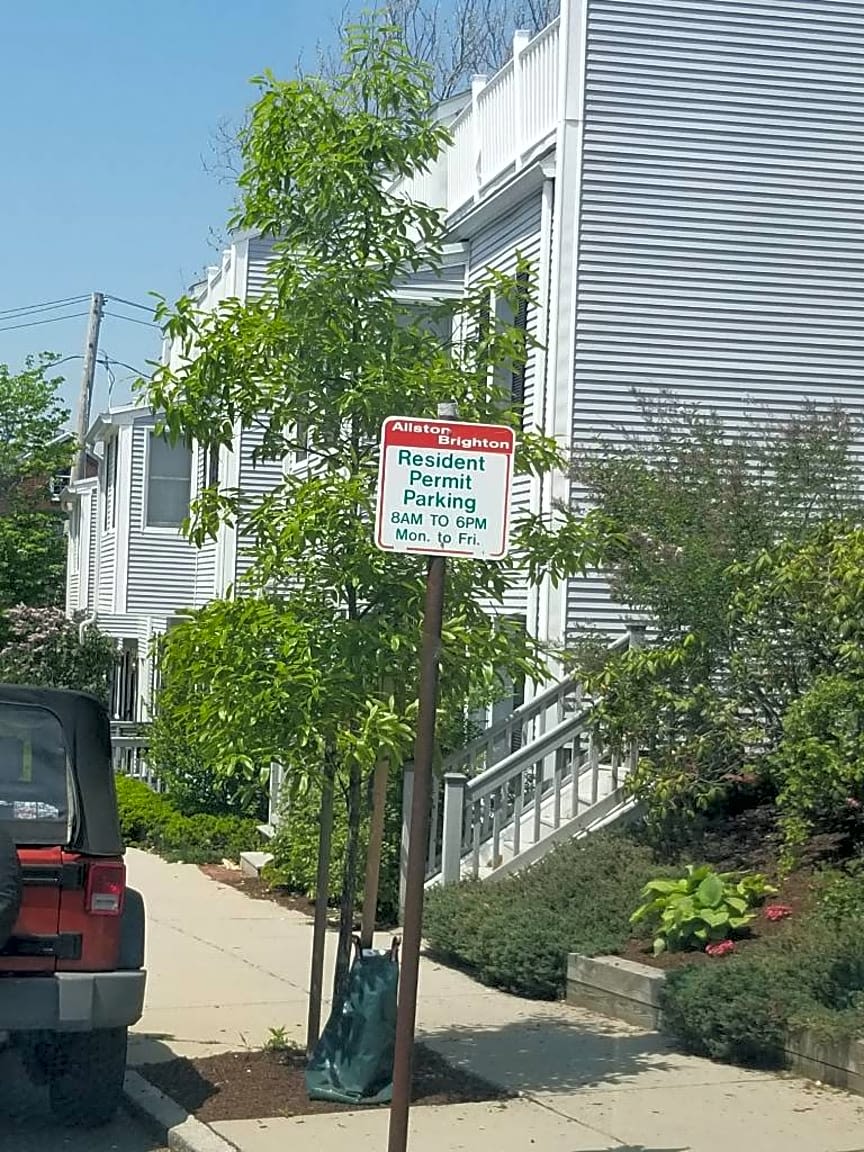 Allston
Brighton
Resident
Permit
Parking
8AM TO 6PM
Mon. to Fri.